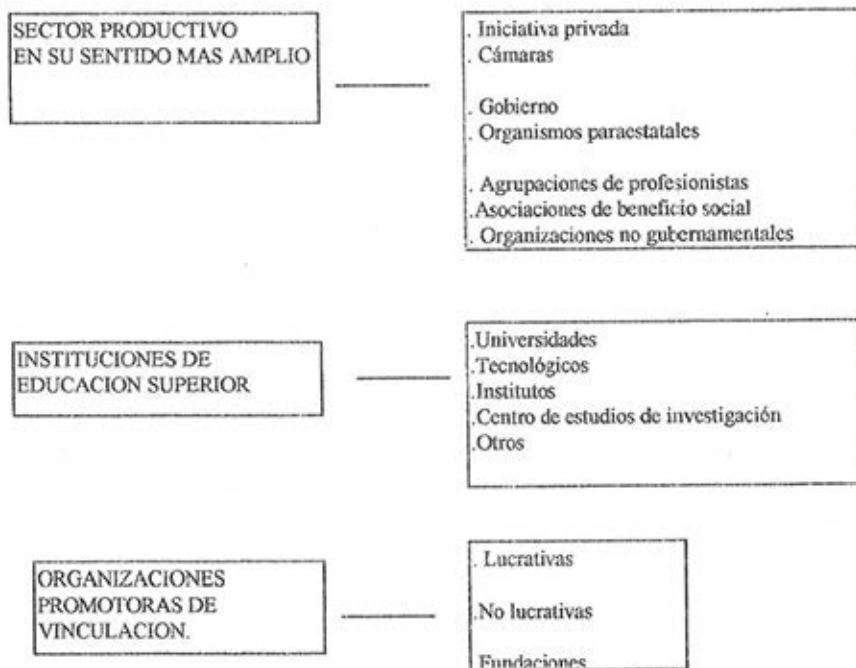 SECTOR PRODUCTIVO
EN SU SENTIDO MAS AMPLIO
. Iniciativa privada
. Cámaras
. Gobierno
. Organismos paraestatales
. Agrupaciones de profesionistas
.Asociaciones de beneficio social
. Organizaciones no gubernamentales
INSTITUCIONES DE
EDUCACION SUPERIOR
.Universidades
.Tecnológicos
.Institutos
.Centro de estudios de investigación
.Otros
ORGANIZACIONES
PROMOTORAS DE
VINCULACION.
. Lucrativas
.No lucrativas
Fundaciones